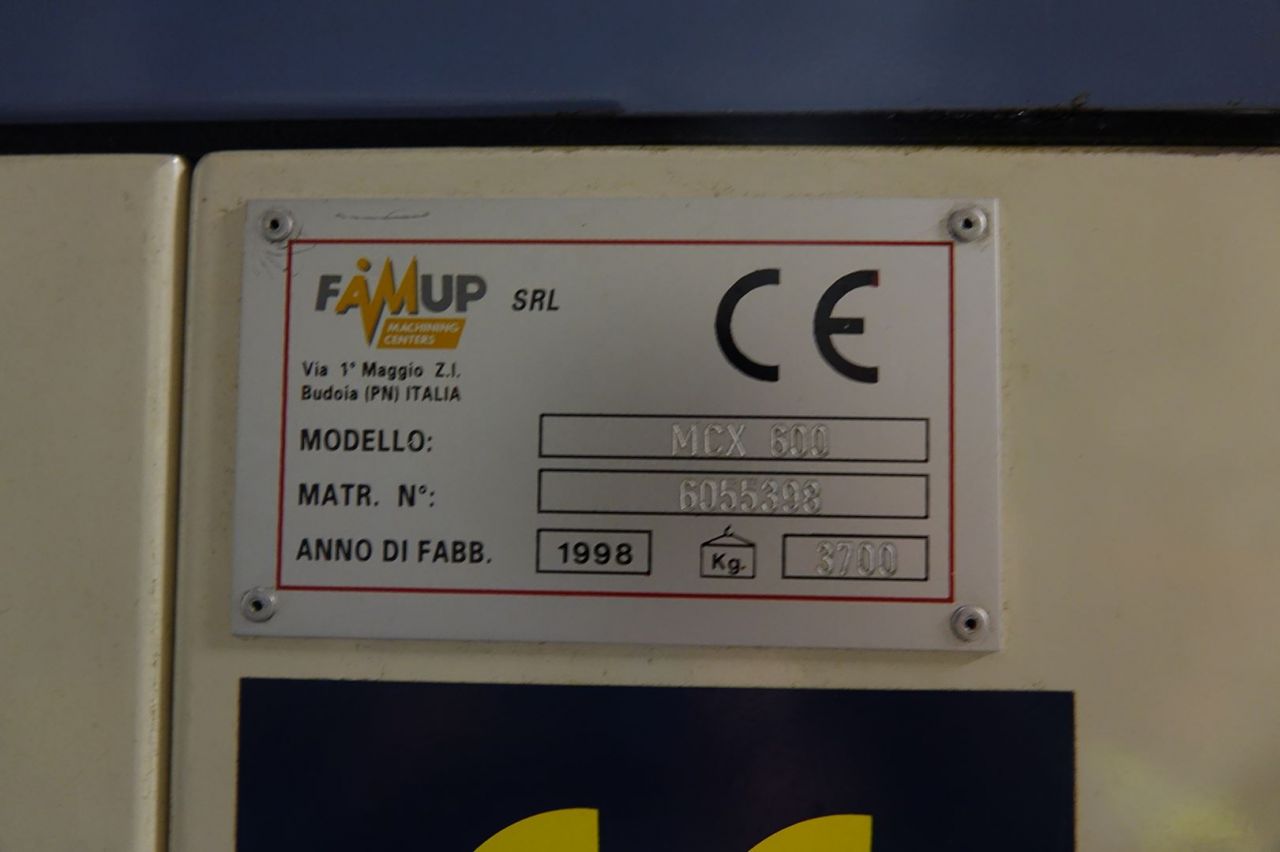 FAMUP SRL
MACHINING
CENTERS
CE
Via 1° Maggio Z.I.
Budoia (PN) ITALIA
MODELLO: MCX 600
MATR. N°: 6055398
ANNO DI FABB. 1998 Kg. 3700